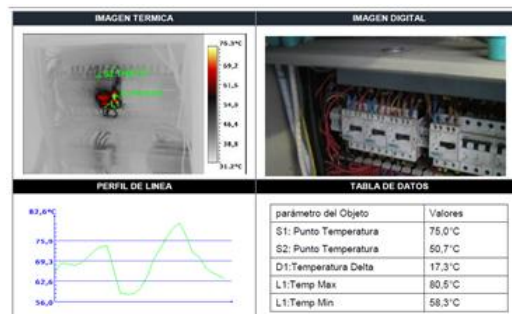 IMAGEN TERMICA
IMAGEN DIGITAL
76.3°C
69,2
61,6
54,0
46,4
38,8
31.2°C
PERFIL DE LINEA
82,6°C
75,9
69,3
62,6
56,0
TABLA DE DATOS
parámetro del Objeto Valores
S1: Punto Temperatura 75,0°C
S2: Punto Temperatura 50,7°C
D1:Temperatura Delta 17,3°C
L1:Temp Max 80,5°C
L1:Temp Min 58,3°C